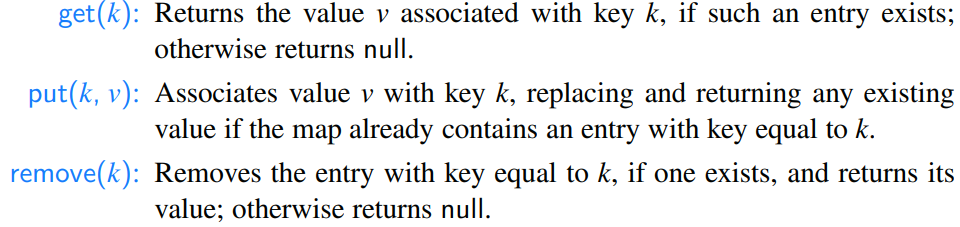 get(k): Returns the value v associated with key k, if such an entry exists;
otherwise returns null.
put(k, v): Associates value v with key k, replacing and returning any existing
value if the map already contains an entry with key equal to k.
remove(k): Removes the entry with key equal to k, if one exists, and returns its
value; otherwise returns null.